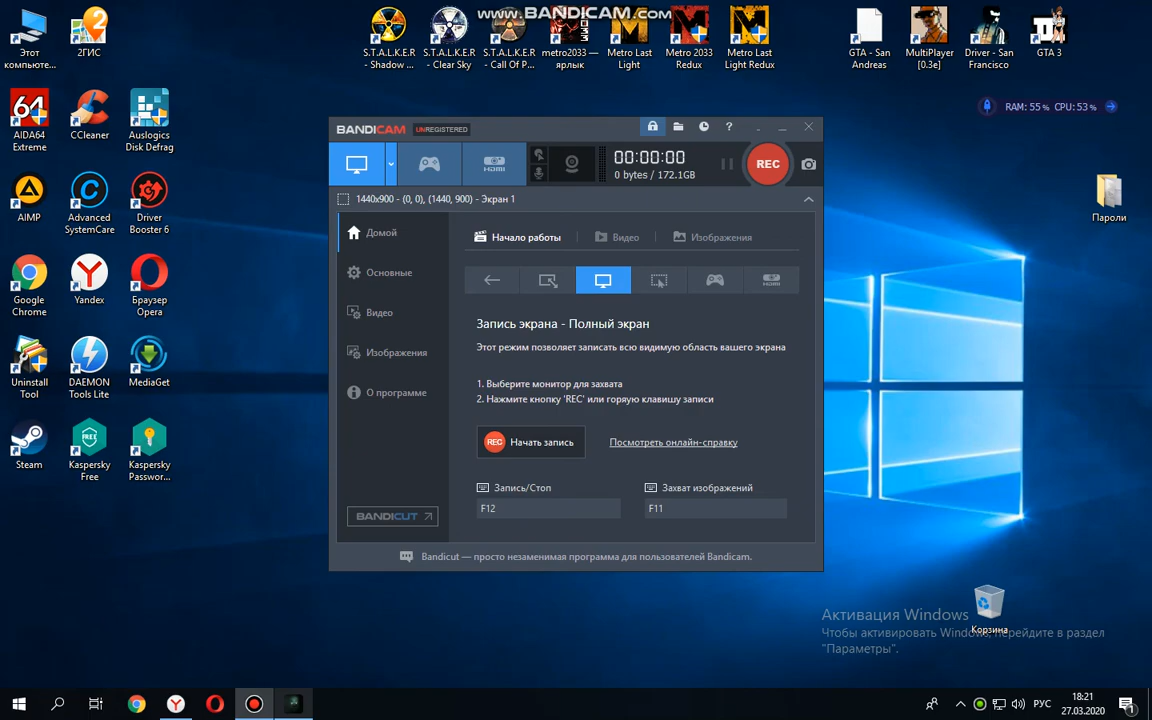 www.BANDICAM.com
Этот
компьюте...
2ГИС
S.T.A.L.K.E.R
- Shadow ...
S.T.A.L.K.E.R
- Clear Sky
S.T.A.L.K.E.R
- Call Of P...
metro2033 —
ярлык
Metro Last
Light
Metro 2033
Redux
Metro Last
Light Redux
GTA - San
Andreas
MultiPlayer
[0.3e]
Driver - San
Francisco
GTA 3
64
AIDA64
Extreme
CCleaner
Auslogics
Disk Defrag
RAM: 55 % CPU: 53 %
BANDICAM UNREGISTERED
HDMI
00:00:00
0 bytes / 172.1GB
REC
1440x900 - (0, 0), (1440, 900) - Экран 1
AIMP
Advanced
SystemCare
Driver
Booster 6
Пароли
Домой
Основные
Видео
Изображения
О программе
BANDICUT
Начало работы
Видео
Изображения
HDMI
Запись экрана - Полный экран
Этот режим позволяет записать всю видимую область вашего экрана
1. Выберите монитор для захвата
2. Нажмите кнопку 'REC' или горяую клавишу записи
REC Начать запись
Посмотреть онлайн-справку
Запись/Стоп
F12
Захват изображений
F11
Bandicut — просто незаменимая программа для пользователей Bandicam.
Google
Chrome
Yandex
Браузер
Opera
Uninstall
Tool
DAEMON
Tools Lite
MediaGet
Steam
FREE
Kaspersky
Free
Kaspersky
Passwor...
Активация Windows
Чтобы активировать Windows, перейдите в раздел
"Параметры".
Корзина
РУС
18:21
27.03.2020
1